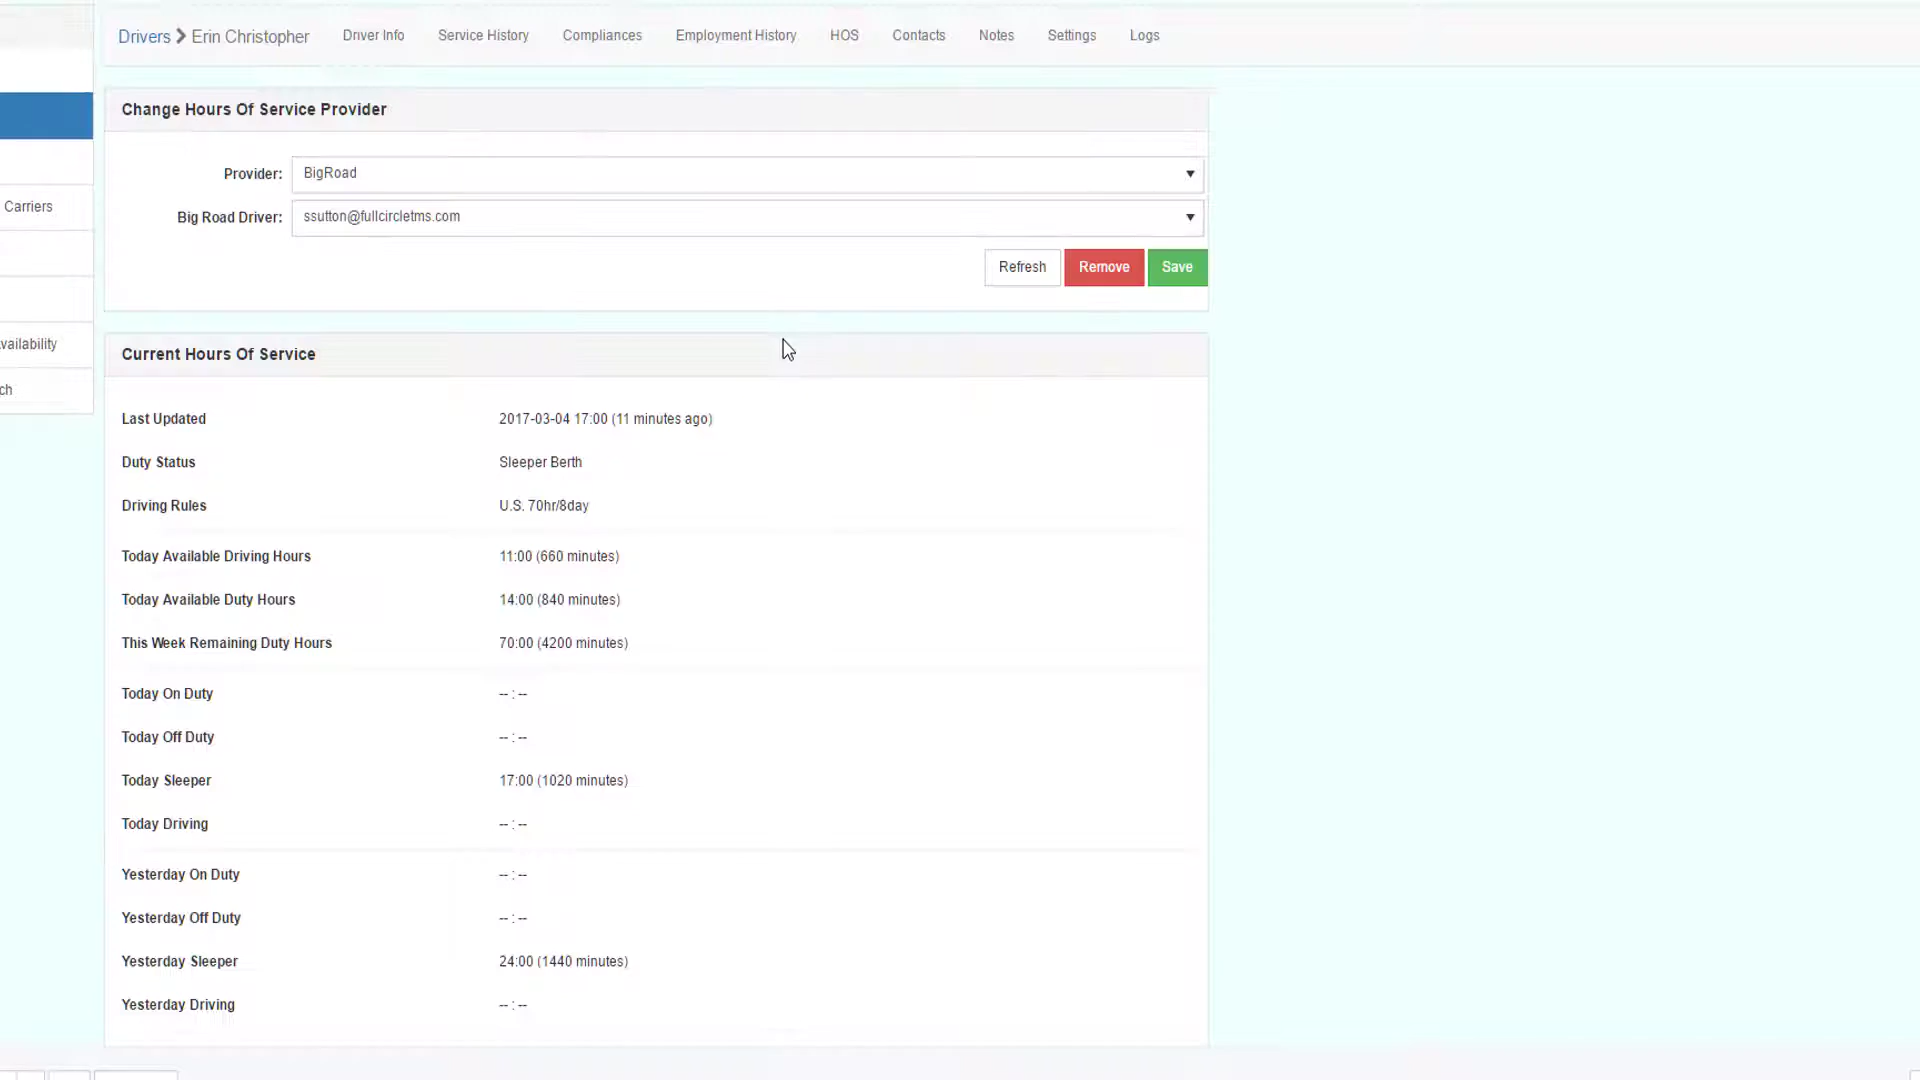 Drivers > Erin Christopher Driver Info Service History Compliances Employment History HOS Contacts Notes Settings Logs
Change Hours Of Service Provider
Provider: BigRoad
Carriers
Big Road Driver: ssutton@fullcircletms.com
Refresh Remove Save
vailability
Current Hours Of Service
ch
Last Updated 2017-03-04 17:00 (11 minutes ago)
Duty Status Sleeper Berth
Driving Rules U.S. 70hr/8day
Today Available Driving Hours 11:00 (660 minutes)
Today Available Duty Hours 14:00 (840 minutes)
This Week Remaining Duty Hours 70:00 (4200 minutes)
Today On Duty -- : --
Today Off Duty -- : --
Today Sleeper 17:00 (1020 minutes)
Today Driving -- : --
Yesterday On Duty -- : --
Yesterday Off Duty -- : --
Yesterday Sleeper 24:00 (1440 minutes)
Yesterday Driving -- : --